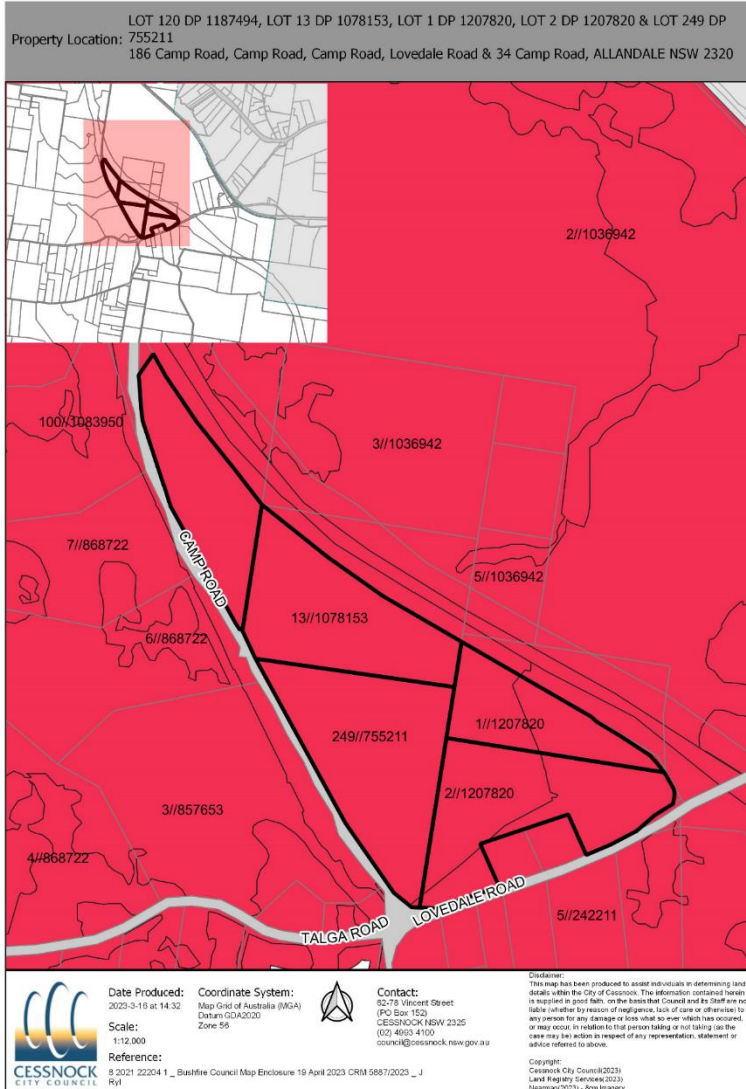 LOT 120 DP 1187494, LOT 13 DP 1078153, LOT 1 DP 1207820, LOT 2 DP 1207820 & LOT 249 DP
Property Location: 755211
186 Camp Road, Camp Road, Camp Road, Lovedale Road & 34 Camp Road, ALLANDALE NSW 2320
2//1036942
100//1083950
3//1036942
7//868722
CAMP ROAD
5//1036942
13//1078153
6//868722
1//1207820
249//755211
2//1207820
3//857653
4//868722
5//242211
LOVEDALE ROAD
TALGA ROAD
CESSNOCK
CITY COUNCIL
Date Produced:
2023-3-16 at 14:32
Scale:
1:12,000
Reference:
8 2021 22204 1 _ Bushfire Council Map Enclosure 19 April 2023 CRM 5887/2023 _ J
Ryl
Coordinate System:
Map Grid of Australia (MGA)
Datum GDA2020
Zone 56
Contact:
62-78 Vincent Street
(PO Box 152)
CESSNOCK NSW 2325
(02) 4993 4100
council@cessnock.nsw.gov.au
Disclaimer:
This map has been produced to assist individuals in determining land
details within the City of Cessnock. The information contained herein
is supplied in good faith, on the basis that Council and its Staff are not
liable (whether by reason of negligence, lack of care or otherwise) to
any person for any damage or loss what so ever which has occured,
or may occur, in relation to that person taking or not taking (as the
case may be) action in respect of any representation, statement or
advice referred to above.
Copyright:
Cessnock City Council(2023)
Land Registry Services(2023)
Nearmap(2023) - 8cm Imagery